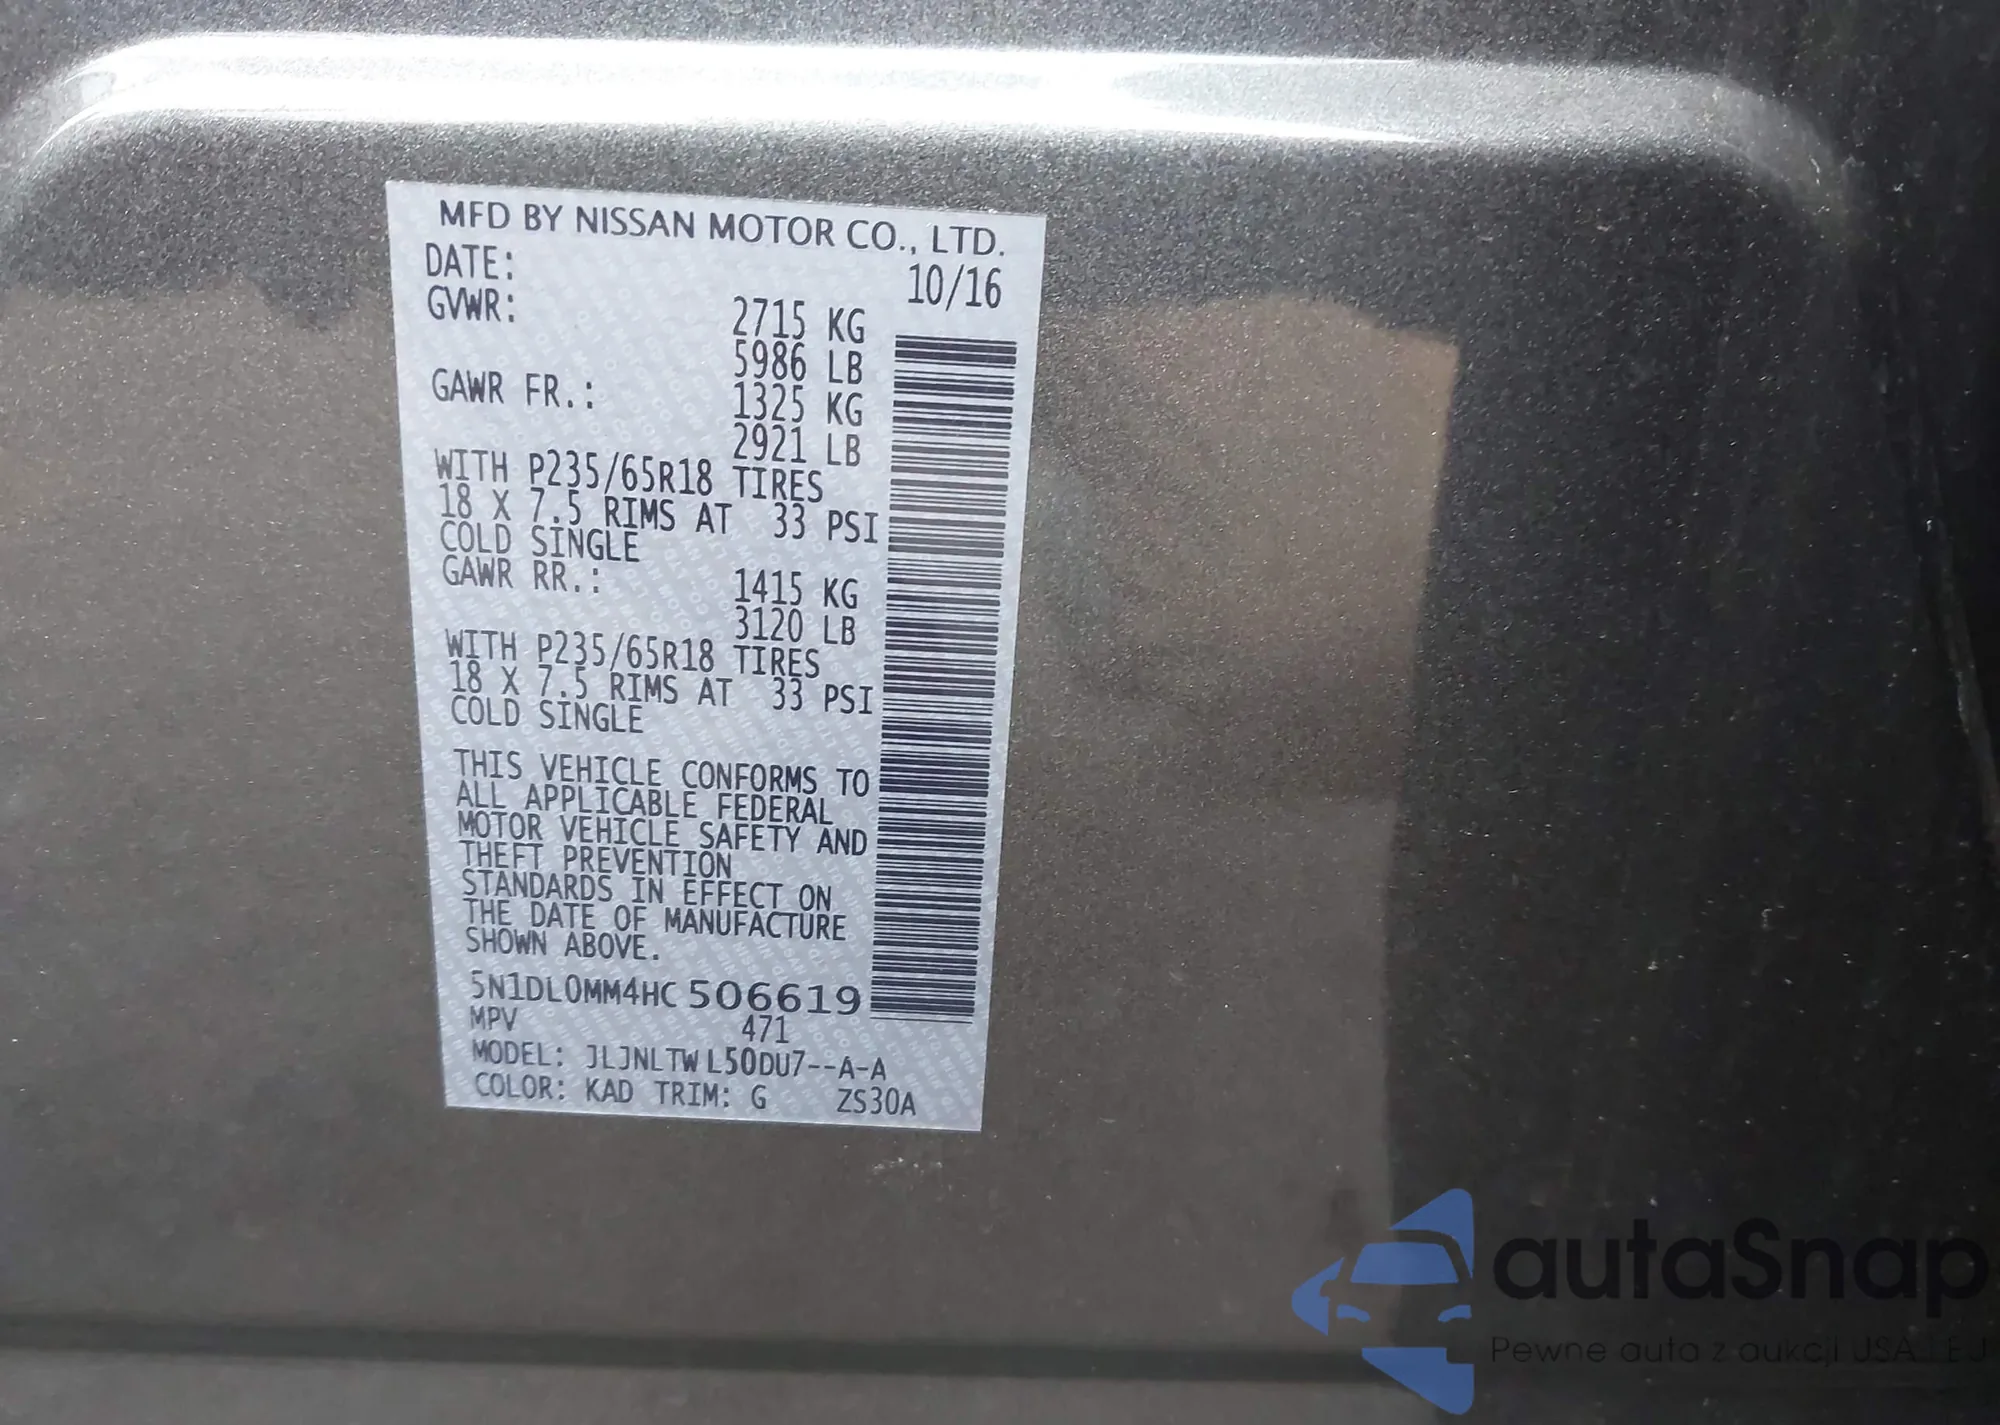 MFD BY NISSAN MOTOR CO., LTD.
DATE: 10/16
GVWR: 2715 KG
5986 LB
GAWR FR.: 1325 KG
2921 LB
WITH P235/65R18 TIRES
18 X 7.5 RIMS AT 33 PSI
COLD SINGLE
GAWR RR.: 1415 KG
3120 LB
WITH P235/65R18 TIRES
18 X 7.5 RIMS AT 33 PSI
COLD SINGLE
THIS VEHICLE CONFORMS TO
ALL APPLICABLE FEDERAL
MOTOR VEHICLE SAFETY AND
THEFT PREVENTION
STANDARDS IN EFFECT ON
THE DATE OF MANUFACTURE
SHOWN ABOVE.
5N1DL0MM4HC 506619
MPV 471
MODEL: JLJNLTW L50DU7--A-A
COLOR: KAD TRIM: G ZS30A
autaSnap
Pewne auta z aukcji USA i EU